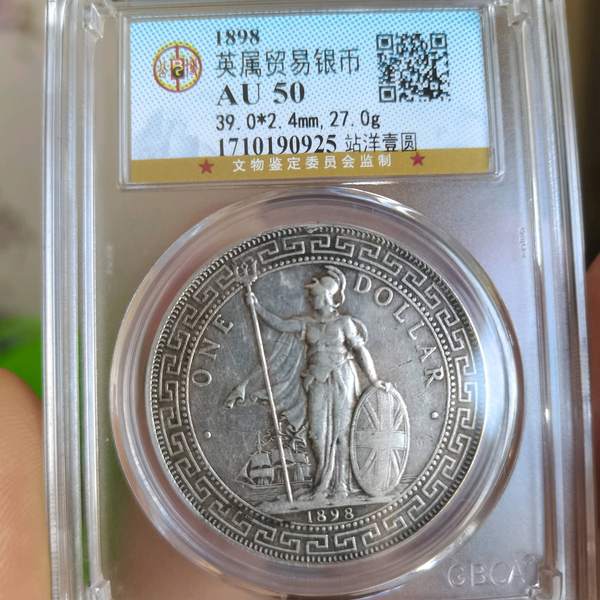 1898
英属贸易银币
AU 50
39.0*2.4mm,27.0g
1710190925 站洋壹圆
★ 文物鉴定委员会监制 ★
ONE DOLLAR
1898
GBCA